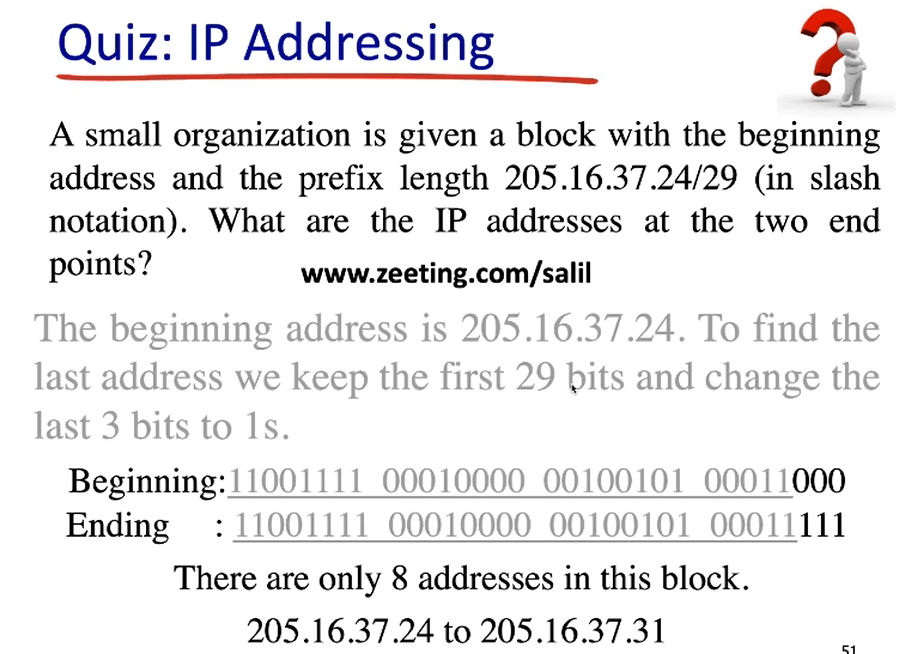 Quiz: IP Addressing
A small organization is given a block with the beginning
address and the prefix length 205.16.37.24/29 (in slash
notation). What are the IP addresses at the two end
points?
www.zeeting.com/salil
The beginning address is 205.16.37.24. To find the
last address we keep the first 29 bits and change the
last 3 bits to 1s.
Beginning:11001111 00010000 00100101 00011000
Ending : 11001111 00010000 00100101 00011111
There are only 8 addresses in this block.
205.16.37.24 to 205.16.37.31
51